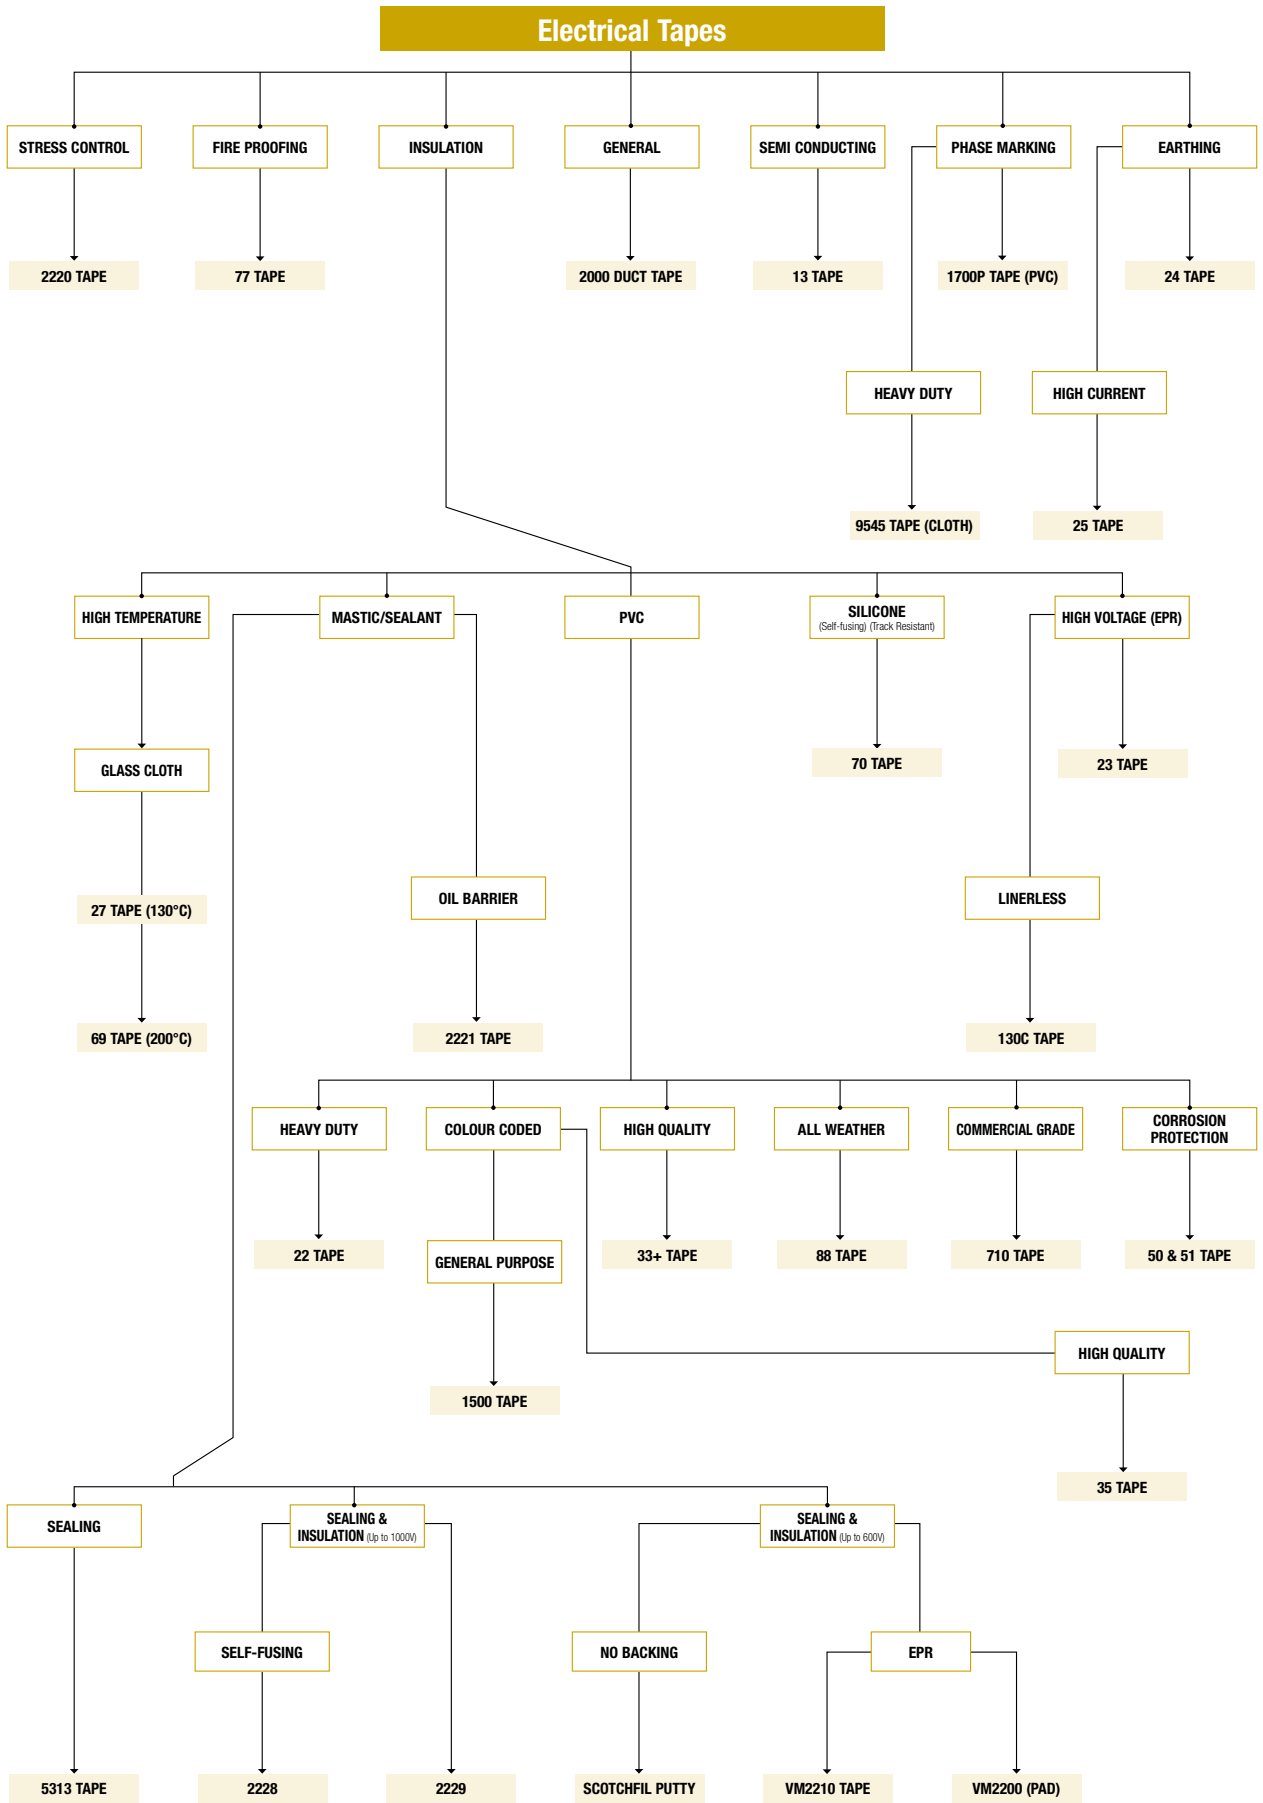 Electrical Tapes
STRESS CONTROL
FIRE PROOFING
INSULATION
GENERAL
SEMI CONDUCTING
PHASE MARKING
EARTHING
2220 TAPE
77 TAPE
2000 DUCT TAPE
13 TAPE
1700P TAPE (PVC)
24 TAPE
HEAVY DUTY
HIGH CURRENT
9545 TAPE (CLOTH)
25 TAPE
HIGH TEMPERATURE
MASTIC/SEALANT
PVC
SILICONE
(Self-fusing) (Track Resistant)
HIGH VOLTAGE (EPR)
GLASS CLOTH
70 TAPE
23 TAPE
27 TAPE (130°C)
OIL BARRIER
LINERLESS
69 TAPE (200°C)
2221 TAPE
130C TAPE
HEAVY DUTY
COLOUR CODED
HIGH QUALITY
ALL WEATHER
COMMERCIAL GRADE
CORROSION
PROTECTION
22 TAPE
GENERAL PURPOSE
33+ TAPE
88 TAPE
710 TAPE
50 & 51 TAPE
HIGH QUALITY
1500 TAPE
35 TAPE
SEALING
SEALING &
INSULATION (Up to 1000V)
SEALING &
INSULATION (Up to 600V)
SELF-FUSING
NO BACKING
EPR
5313 TAPE
2228
2229
SCOTCHFIL PUTTY
VM2210 TAPE
VM2200 (PAD)